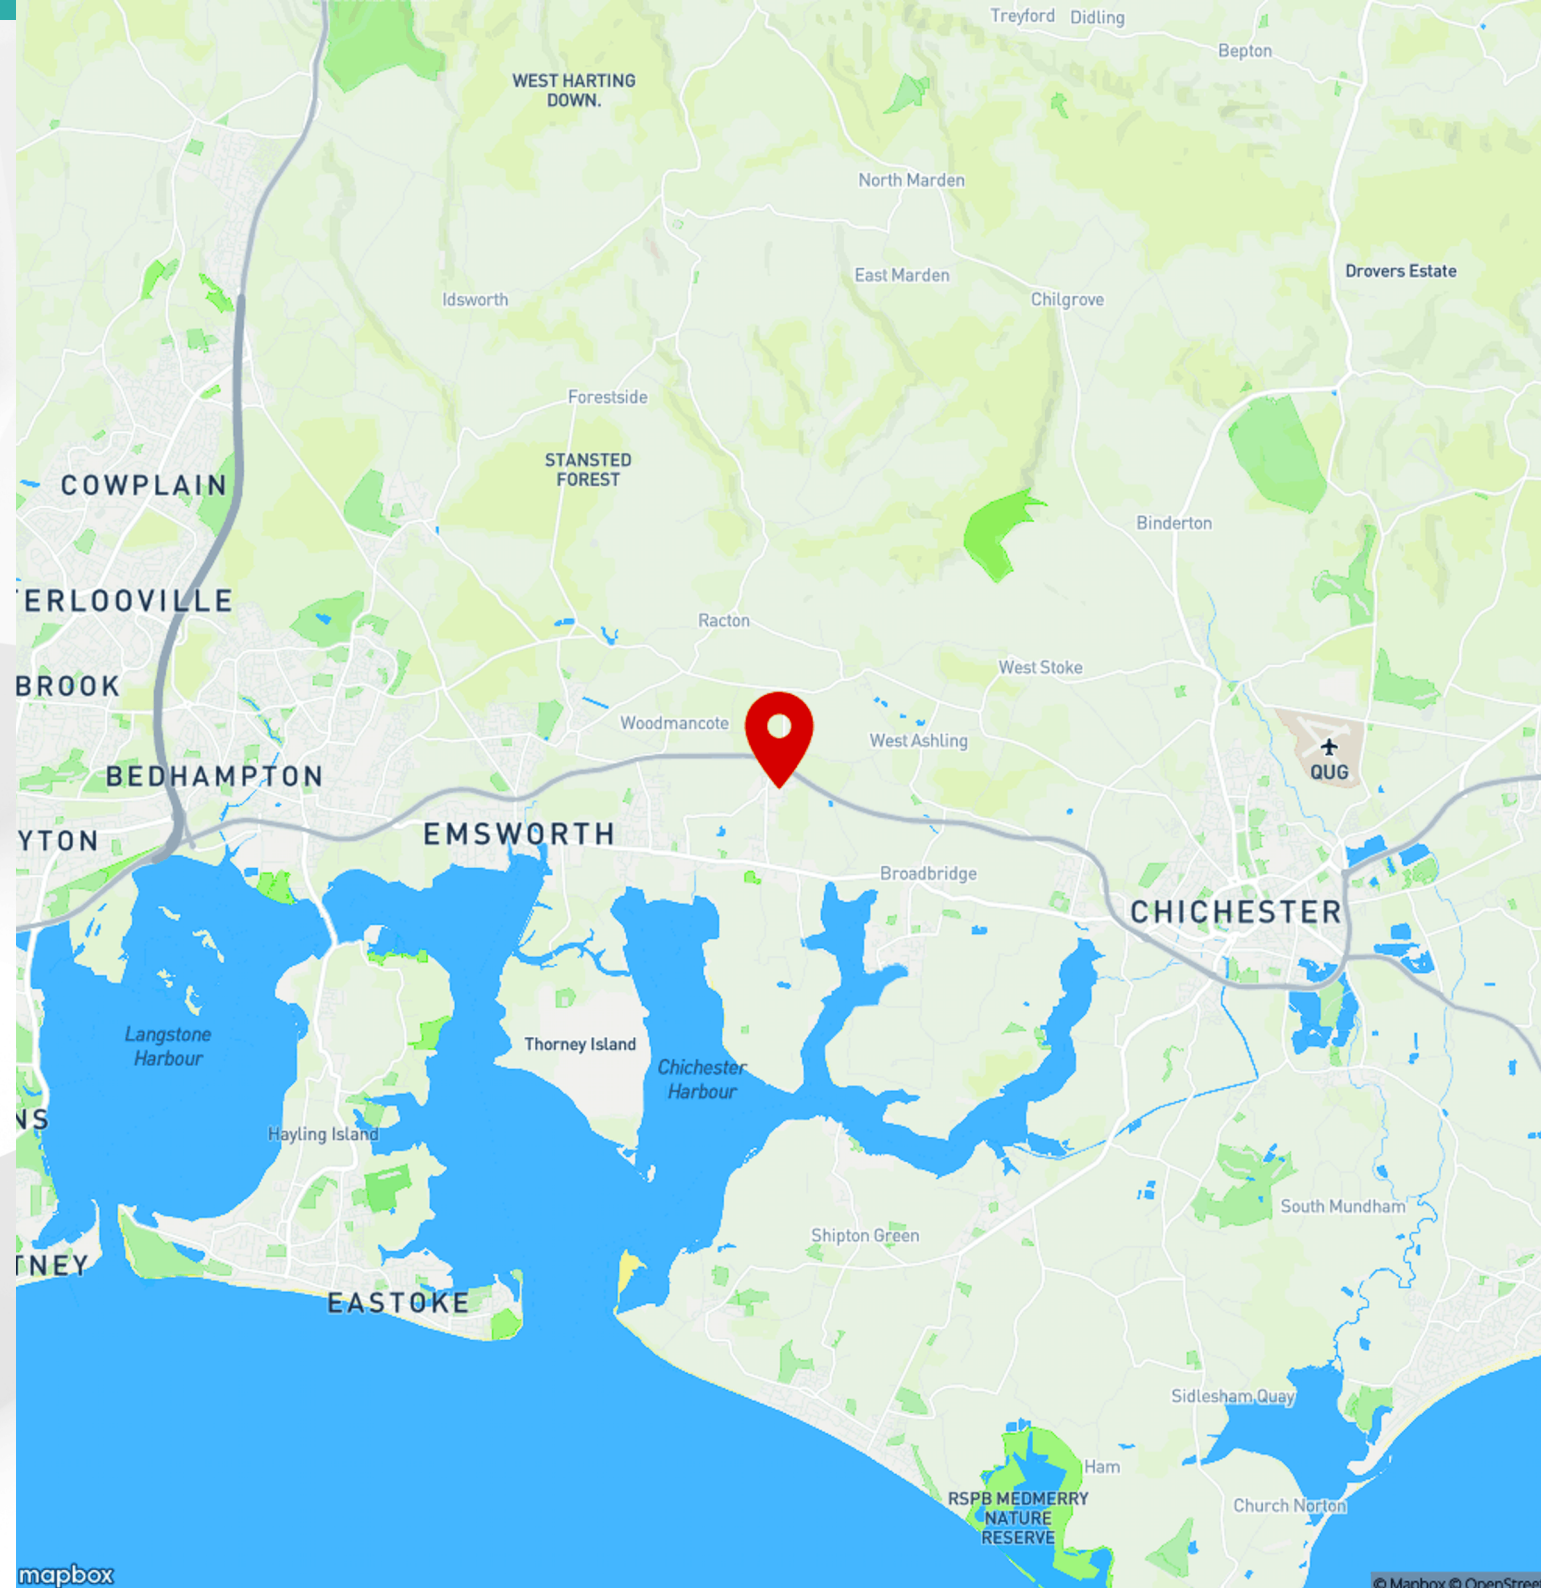 Treyford
Didling
Bepton
WEST HARTING
DOWN.
North Marden
Drovers Estate
East Marden
Idsworth
Chilgrove
Forestside
STANSTED
FOREST
COWPLAIN
Binderton
ERLOOVILLE
Racton
West Stoke
BROOK
Woodmancote
West Ashling
QUG
BEDHAMPTON
EMSWORTH
YTON
Broadbridge
CHICHESTER
Langstone
Harbour
Thorney Island
Chichester
Harbour
NS
Hayling Island
South Mundham
Shipton Green
TNEY
EASTOKE
Sidlesham Quay
Ham
RSPB MEDMERRY
NATURE
RESERVE
Church Norton
mapbox
© Mapbox © OpenStree